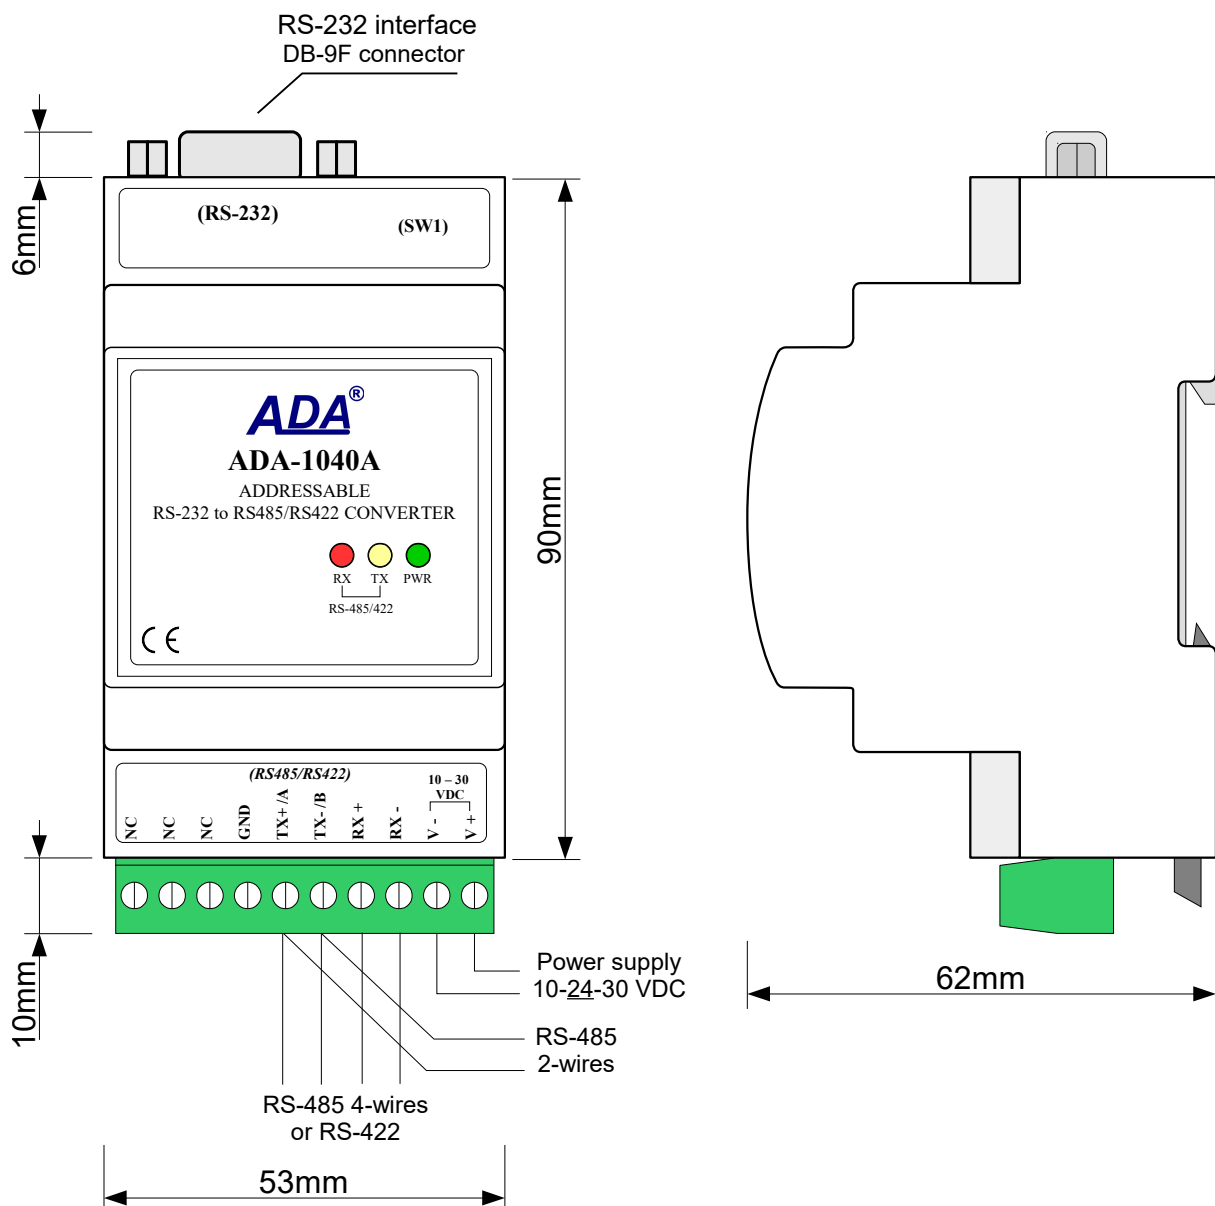 RS-232 interface
DB-9F connector
6mm
(RS-232)
(SW1)
ADA®
ADA-1040A
ADDRESSABLE
RS-232 to RS485/RS422 CONVERTER
RX TX PWR
RS-485/422
CE
90mm
(RS485/RS422)
10 – 30
VDC
NC
NC
NC
GND
TX+/A
TX-/B
RX +
RX -
V -
V +
10mm
Power supply
10-24-30 VDC
RS-485
2-wires
RS-485 4-wires
or RS-422
53mm
62mm